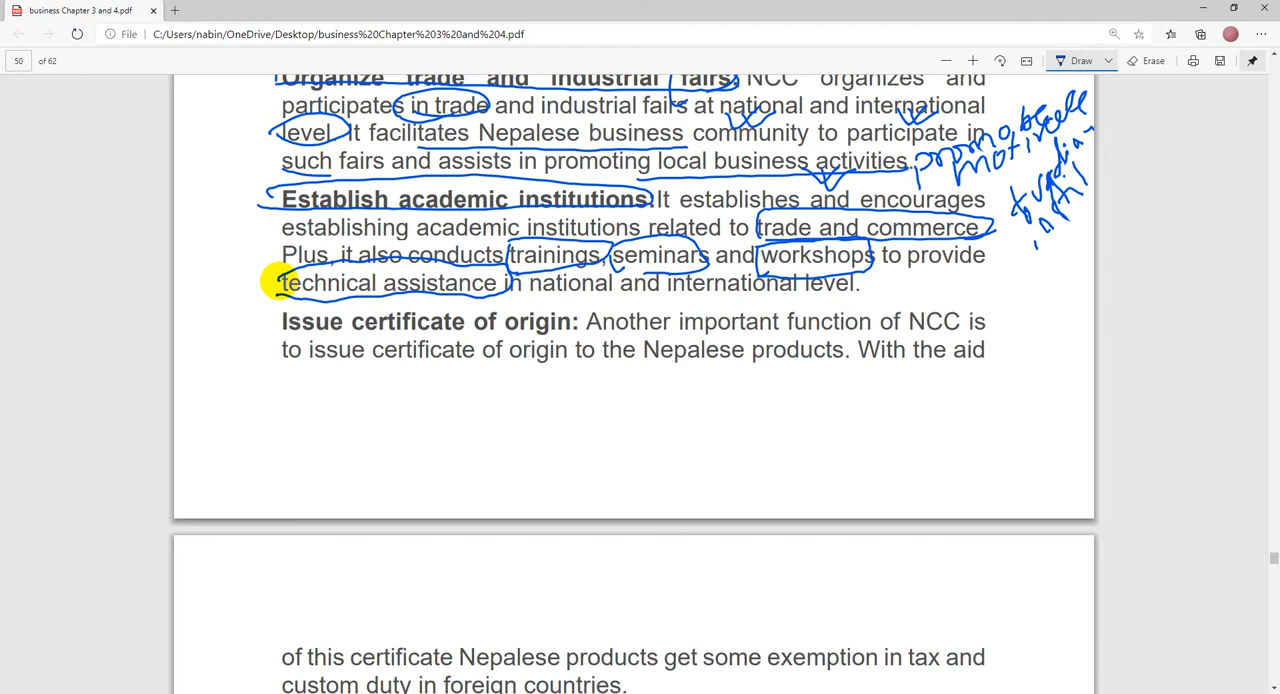 business Chapter 3 and 4.pdf
File C:/Users/nabin/OneDrive/Desktop/business%20Chapter%203%20and%204.pdf
50 of 62 Draw Erase
Organize trade and industrial fairs: NCC organizes and
participates in trade and industrial fairs at national and international
level. It facilitates Nepalese business community to participate in
such fairs and assists in promoting local business activities.
Establish academic institutions: It establishes and encourages
establishing academic institutions related to trade and commerce.
Plus, it also conducts trainings, seminars and workshops to provide
technical assistance in national and international level.
Issue certificate of origin: Another important function of NCC is
to issue certificate of origin to the Nepalese products. With the aid
of this certificate Nepalese products get some exemption in tax and
custom duty in foreign countries.